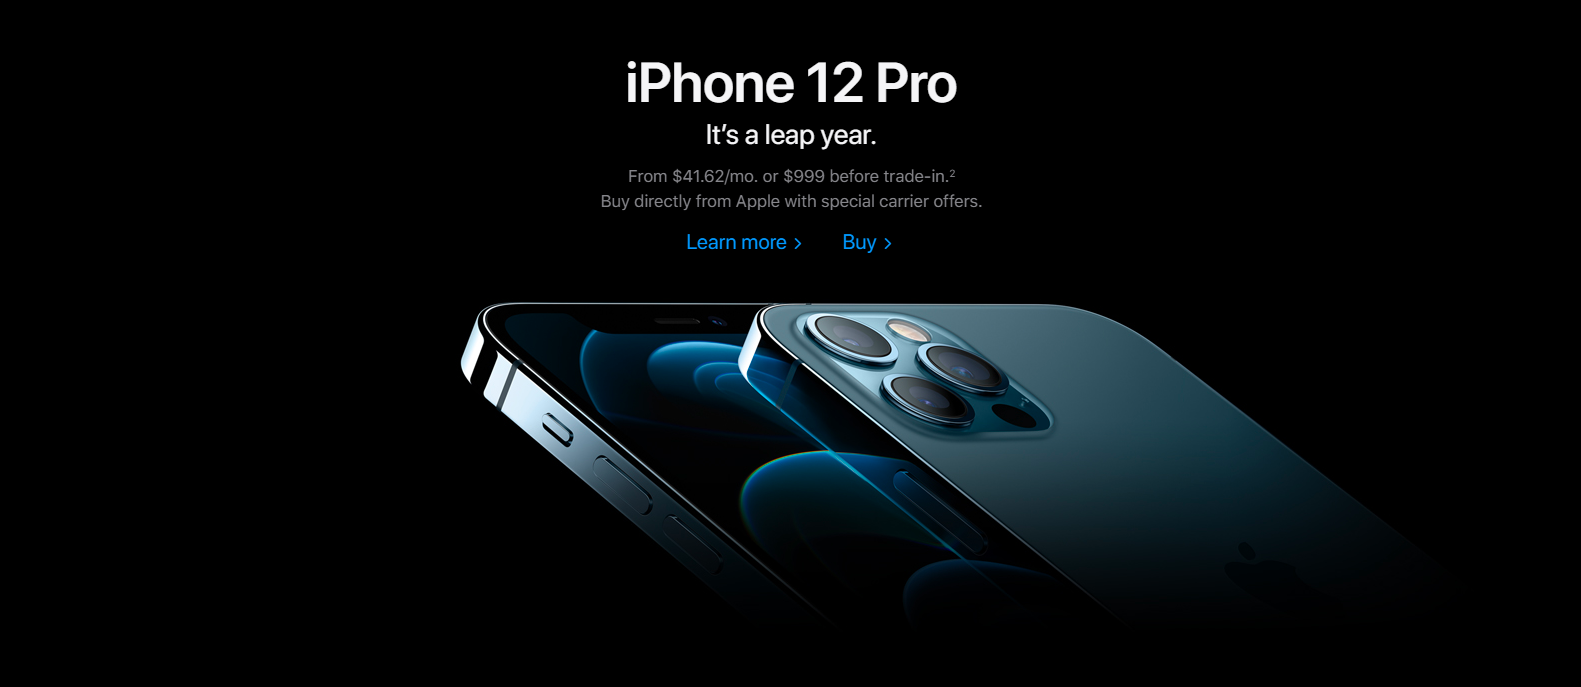 iPhone 12 Pro
It’s a leap year.
From $41.62/mo. or $999 before trade-in.²
Buy directly from Apple with special carrier offers.
Learn more >
Buy >